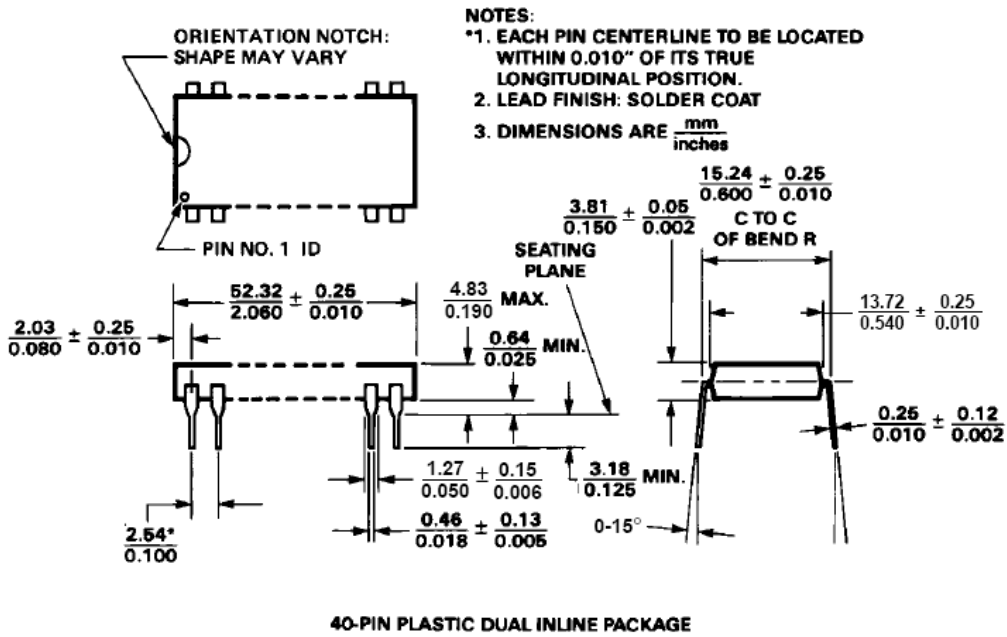 NOTES:
*1. EACH PIN CENTERLINE TO BE LOCATED
WITHIN 0.010" OF ITS TRUE
LONGITUDINAL POSITION.
2. LEAD FINISH: SOLDER COAT
3. DIMENSIONS ARE mm/inches
ORIENTATION NOTCH:
SHAPE MAY VARY
PIN NO. 1 ID
52.32/2.060 ± 0.25/0.010
2.03/0.080 ± 0.25/0.010
4.83/0.190 MAX.
0.64/0.025 MIN.
SEATING
PLANE
3.81/0.150 ± 0.05/0.002
15.24/0.600 ± 0.25/0.010
C TO C
OF BEND R
13.72/0.540 ± 0.25/0.010
0.25/0.010 ± 0.12/0.002
1.27/0.050 ± 0.15/0.006
3.18/0.125 MIN.
0.46/0.018 ± 0.13/0.005
2.54*/0.100
0-15°
40-PIN PLASTIC DUAL INLINE PACKAGE